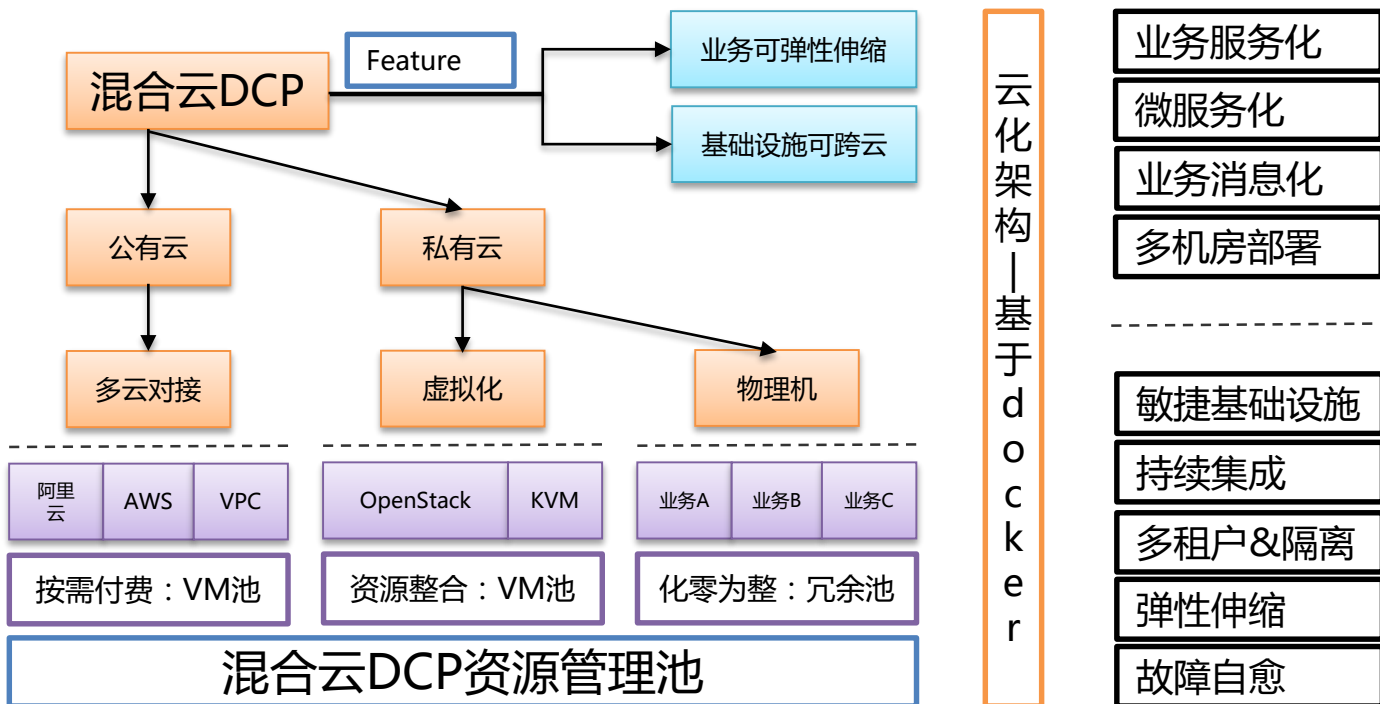 混合云DCP
Feature
业务可弹性伸缩
基础设施可跨云
公有云
私有云
多云对接
虚拟化
物理机
阿里
云
AWS
VPC
OpenStack
KVM
业务A
业务B
业务C
按需付费：VM池
资源整合：VM池
化零为整：冗余池
混合云DCP资源管理池
云化架构—基于docker
业务服务化
微服务化
业务消息化
多机房部署
敏捷基础设施
持续集成
多租户&隔离
弹性伸缩
故障自愈